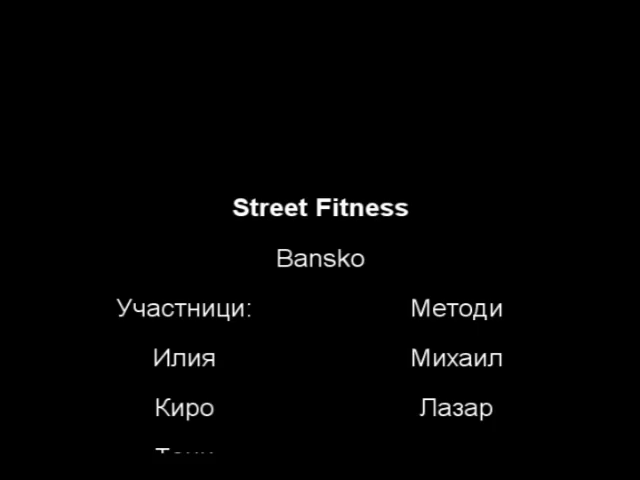 Street Fitness
Bansko
Участници: Методи
Илия Михаил
Киро Лазар